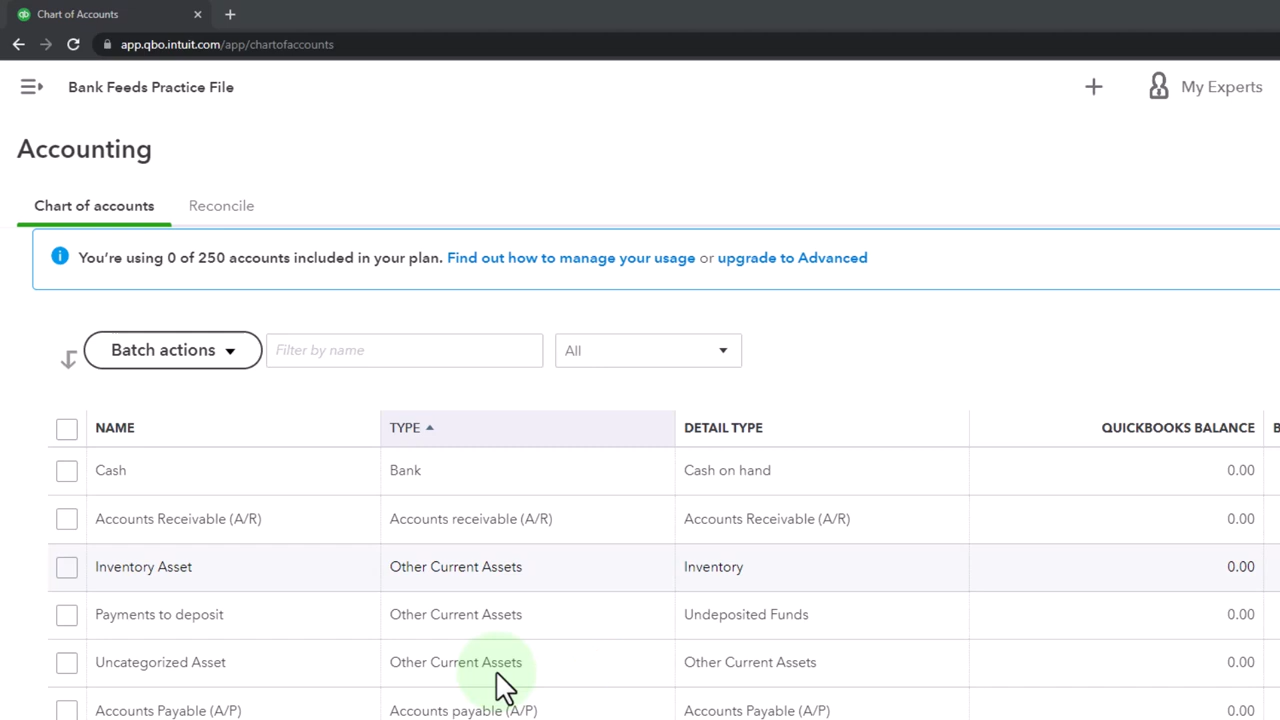 Chart of Accounts
app.qbo.intuit.com/app/chartofaccounts
Bank Feeds Practice File
My Experts
Accounting
Chart of accounts Reconcile
You're using 0 of 250 accounts included in your plan. Find out how to manage your usage or upgrade to Advanced
Batch actions Filter by name All
NAME TYPE DETAIL TYPE QUICKBOOKS BALANCE
Cash Bank Cash on hand 0.00
Accounts Receivable (A/R) Accounts receivable (A/R) Accounts Receivable (A/R) 0.00
Inventory Asset Other Current Assets Inventory 0.00
Payments to deposit Other Current Assets Undeposited Funds 0.00
Uncategorized Asset Other Current Assets Other Current Assets 0.00
Accounts Payable (A/P) Accounts payable (A/P) Accounts Payable (A/P) 0.00